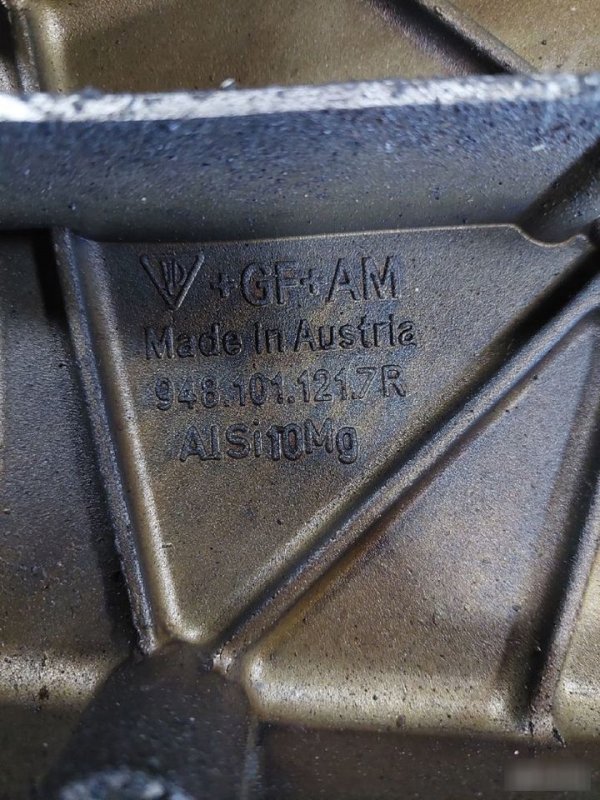 +GF+AM
Made In Austria
948.101.121.7R
AlSi10Mg